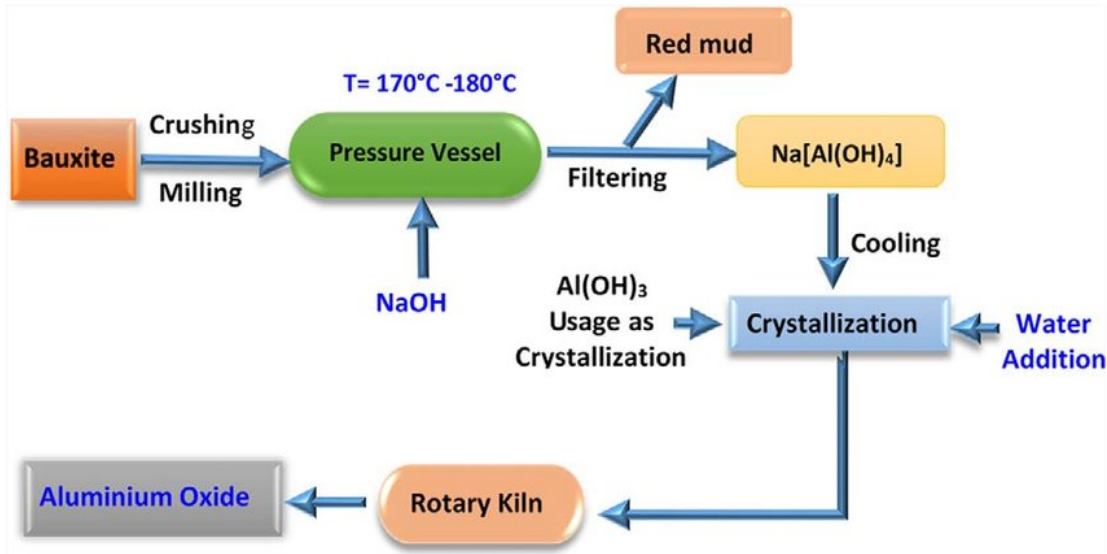 Red mud
T= 170°C -180°C
Bauxite
Crushing
Milling
Pressure Vessel
Filtering
Na[Al(OH)₄]
NaOH
Cooling
Al(OH)₃
Usage as
Crystallization
Crystallization
Water
Addition
Aluminium Oxide
Rotary Kiln